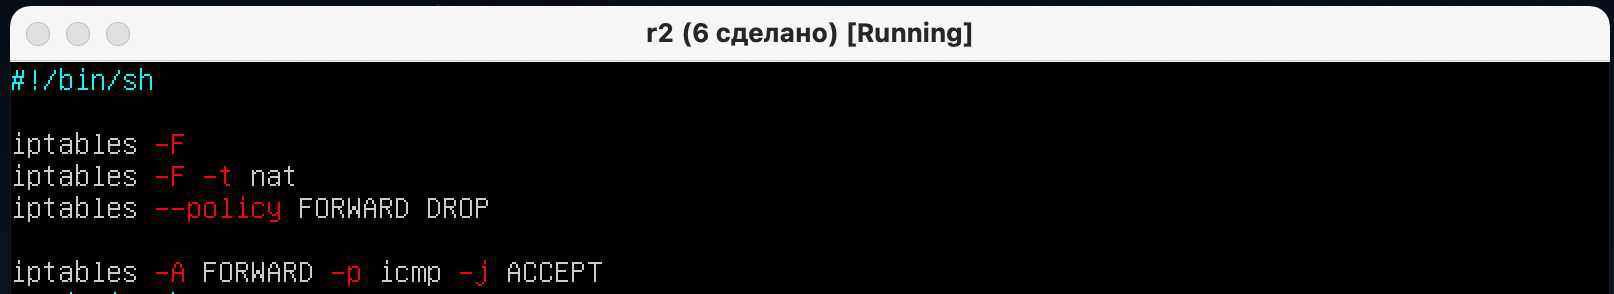 r2 (6 сделано) [Running]
#!/bin/sh
iptables -F
iptables -F -t nat
iptables --policy FORWARD DROP
iptables -A FORWARD -p icmp -j ACCEPT